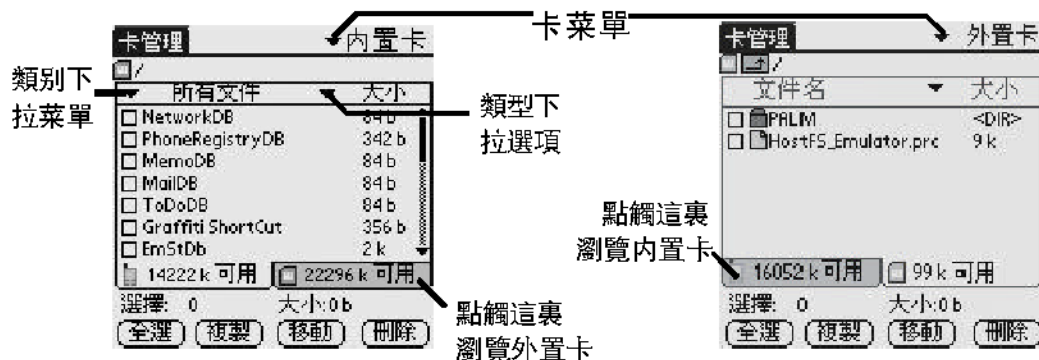 卡菜單
卡管理
內置卡
/
類別下
拉菜單
所有文件
大小
類型下
拉選項
NetworkDB 84 b
PhoneRegistryDB 342 b
MemoDB 84 b
MailDB 84 b
ToDoDB 84 b
Graffiti ShortCut 356 b
EmStDb 2 k
14222 k 可用
22296 k 可用
選擇: 0 大小:0 b
全選 複製 移動 刪除
點觸這裏
瀏覽外置卡
卡管理
外置卡
/
文件名
大小
PALM <DIR>
HostFS_Emulator.prc 9 k
點觸這裏
瀏覽內置卡
16052 k 可用
99 k 可用
選擇: 0 大小:0 b
全選 複製 移動 刪除